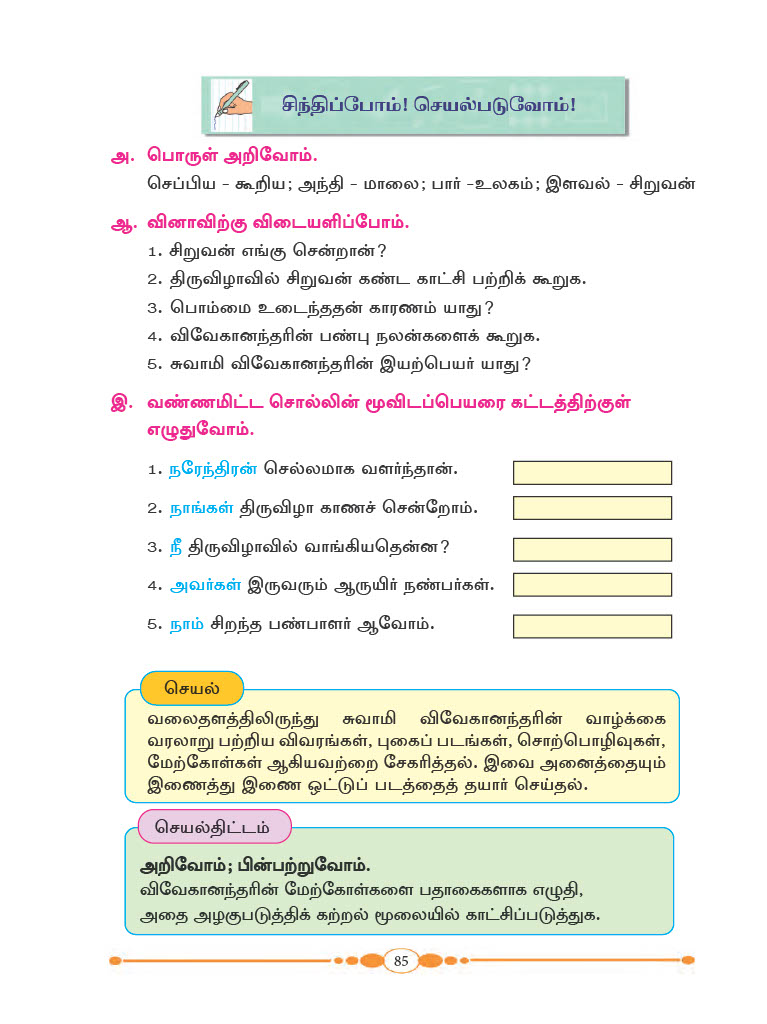 சிந்திப்போம்! செயல்படுவோம்!
அ. பொருள் அறிவோம்.
செப்பிய - கூறிய; அந்தி - மாலை; பார் -உலகம்; இளவல் - சிறுவன்
ஆ. வினாவிற்கு விடையளிப்போம்.
1. சிறுவன் எங்கு சென்றான்?
2. திருவிழாவில் சிறுவன் கண்ட காட்சி பற்றிக் கூறுக.
3. பொம்மை உடைந்ததன் காரணம் யாது?
4. விவேகானந்தரின் பண்பு நலன்களைக் கூறுக.
5. சுவாமி விவேகானந்தரின் இயற்பெயர் யாது?
இ. வண்ணமிட்ட சொல்லின் மூவிடப்பெயரை கட்டத்திற்குள்
எழுதுவோம்.
1. நரேந்திரன் செல்லமாக வளர்ந்தான்.
2. நாங்கள் திருவிழா காணச் சென்றோம்.
3. நீ திருவிழாவில் வாங்கியதென்ன?
4. அவர்கள் இருவரும் ஆருயிர் நண்பர்கள்.
5. நாம் சிறந்த பண்பாளர் ஆவோம்.
செயல்
வலைதளத்திலிருந்து சுவாமி விவேகானந்தரின் வாழ்க்கை
வரலாறு பற்றிய விவரங்கள், புகைப் படங்கள், சொற்பொழிவுகள்,
மேற்கோள்கள் ஆகியவற்றை சேகரித்தல். இவை அனைத்தையும்
இணைத்து இணை ஒட்டுப் படத்தைத் தயார் செய்தல்.
செயல்திட்டம்
அறிவோம்; பின்பற்றுவோம்.
விவேகானந்தரின் மேற்கோள்களை பதாகைகளாக எழுதி,
அதை அழகுபடுத்திக் கற்றல் மூலையில் காட்சிப்படுத்துக.
85